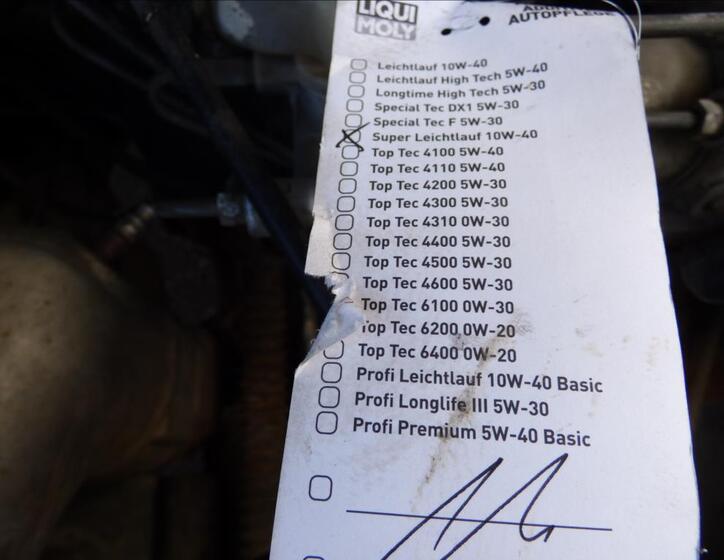 LIQUI
MOLY
AUTOPFLEGE
Leichtlauf 10W-40
Leichtlauf High Tech 5W-40
Longtime High Tech 5W-30
Special Tec DX1 5W-30
Special Tec F 5W-30
Super Leichtlauf 10W-40
Top Tec 4100 5W-40
Top Tec 4110 5W-40
Top Tec 4200 5W-30
Top Tec 4300 5W-30
Top Tec 4310 0W-30
Top Tec 4400 5W-30
Top Tec 4500 5W-30
Top Tec 4600 5W-30
Top Tec 6100 0W-30
Top Tec 6200 0W-20
Top Tec 6400 0W-20
Profi Leichtlauf 10W-40 Basic
Profi Longlife III 5W-30
Profi Premium 5W-40 Basic